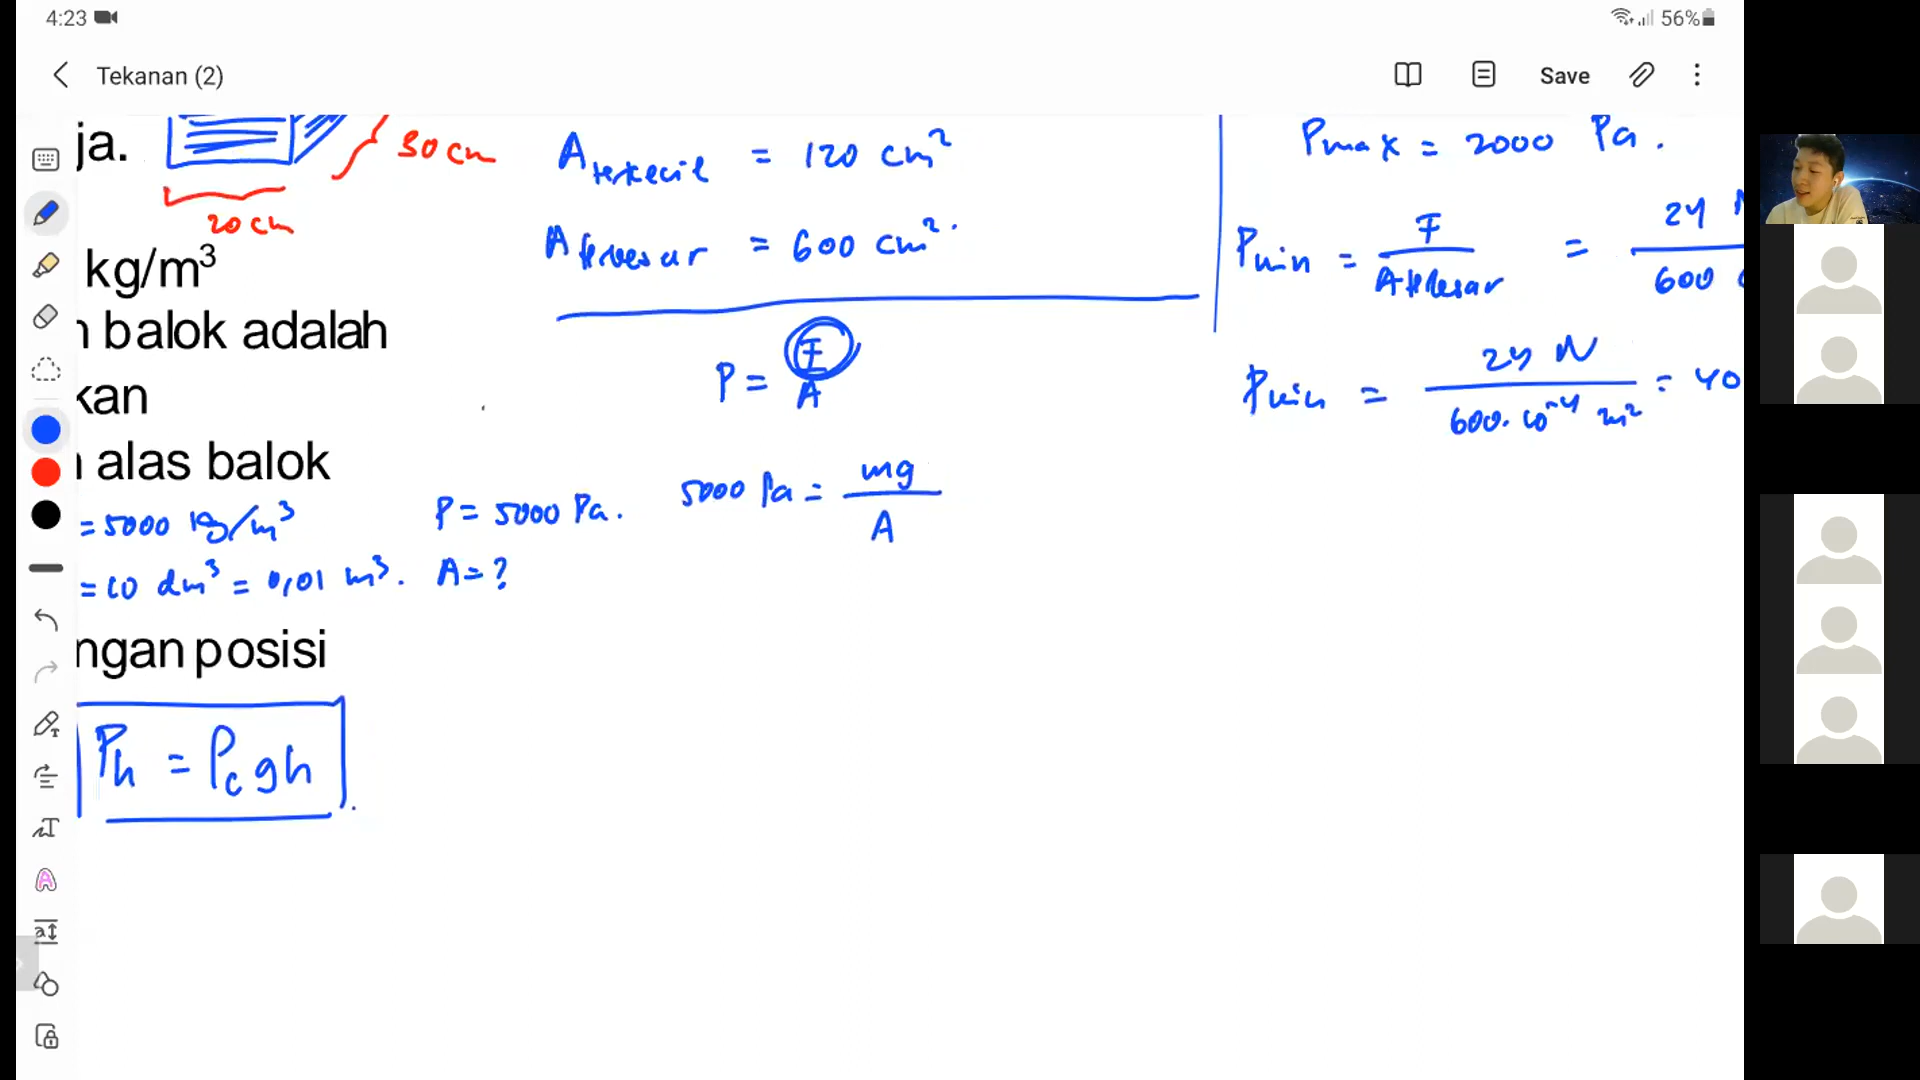 4:23
56%
Tekanan (2)
Save
ja.
30 cm
20 cm
kg/m³
n balok adalah
kan
n alas balok
= 5000 kg/m³
= 10 dm³ = 0,01 m³.
ngan posisi
Ph = ρc gh
A terkecil = 120 cm²
A terbesar = 600 cm².
P = F/A
P = 5000 Pa.
A = ?
5000 Pa = mg/A
Pmax = 2000 Pa.
Pmin = F/A terbesar = 24 N/600
Pmin = 24 N/600. 10⁻⁴ m² = 40